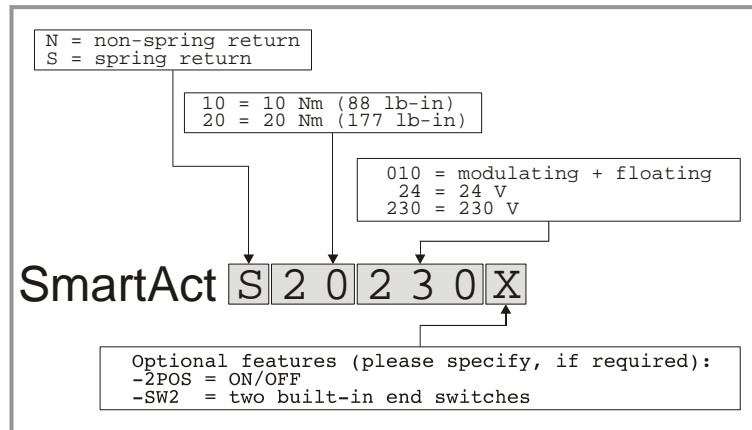 N = non-spring return
S = spring return
10 = 10 Nm (88 lb-in)
20 = 20 Nm (177 lb-in)
010 = modulating + floating
24 = 24 V
230 = 230 V
SmartAct S 2 0 2 3 0 X
Optional features (please specify, if required):
-2POS = ON/OFF
-SW2 = two built-in end switches